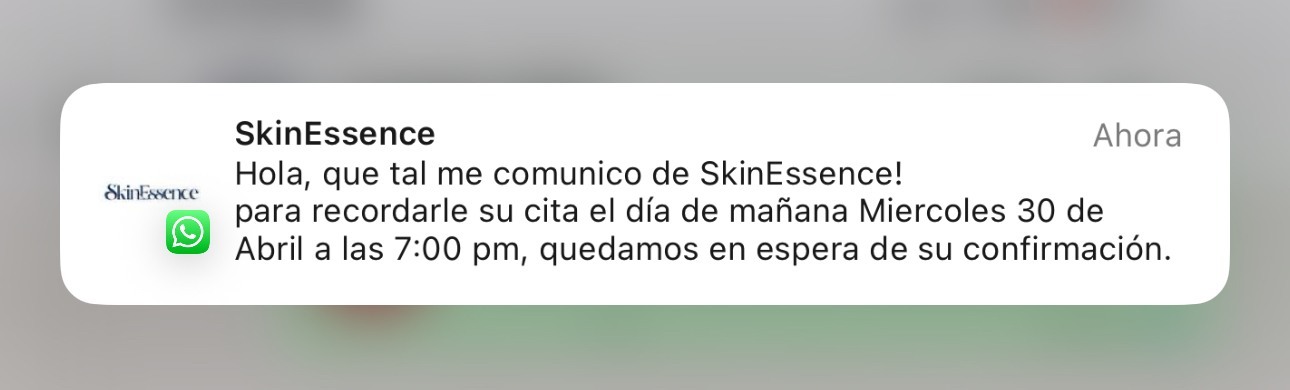 SkinEssence
Ahora
SkinEssence
Hola, que tal me comunico de SkinEssence!
para recordarle su cita el día de mañana Miercoles 30 de
Abril a las 7:00 pm, quedamos en espera de su confirmación.